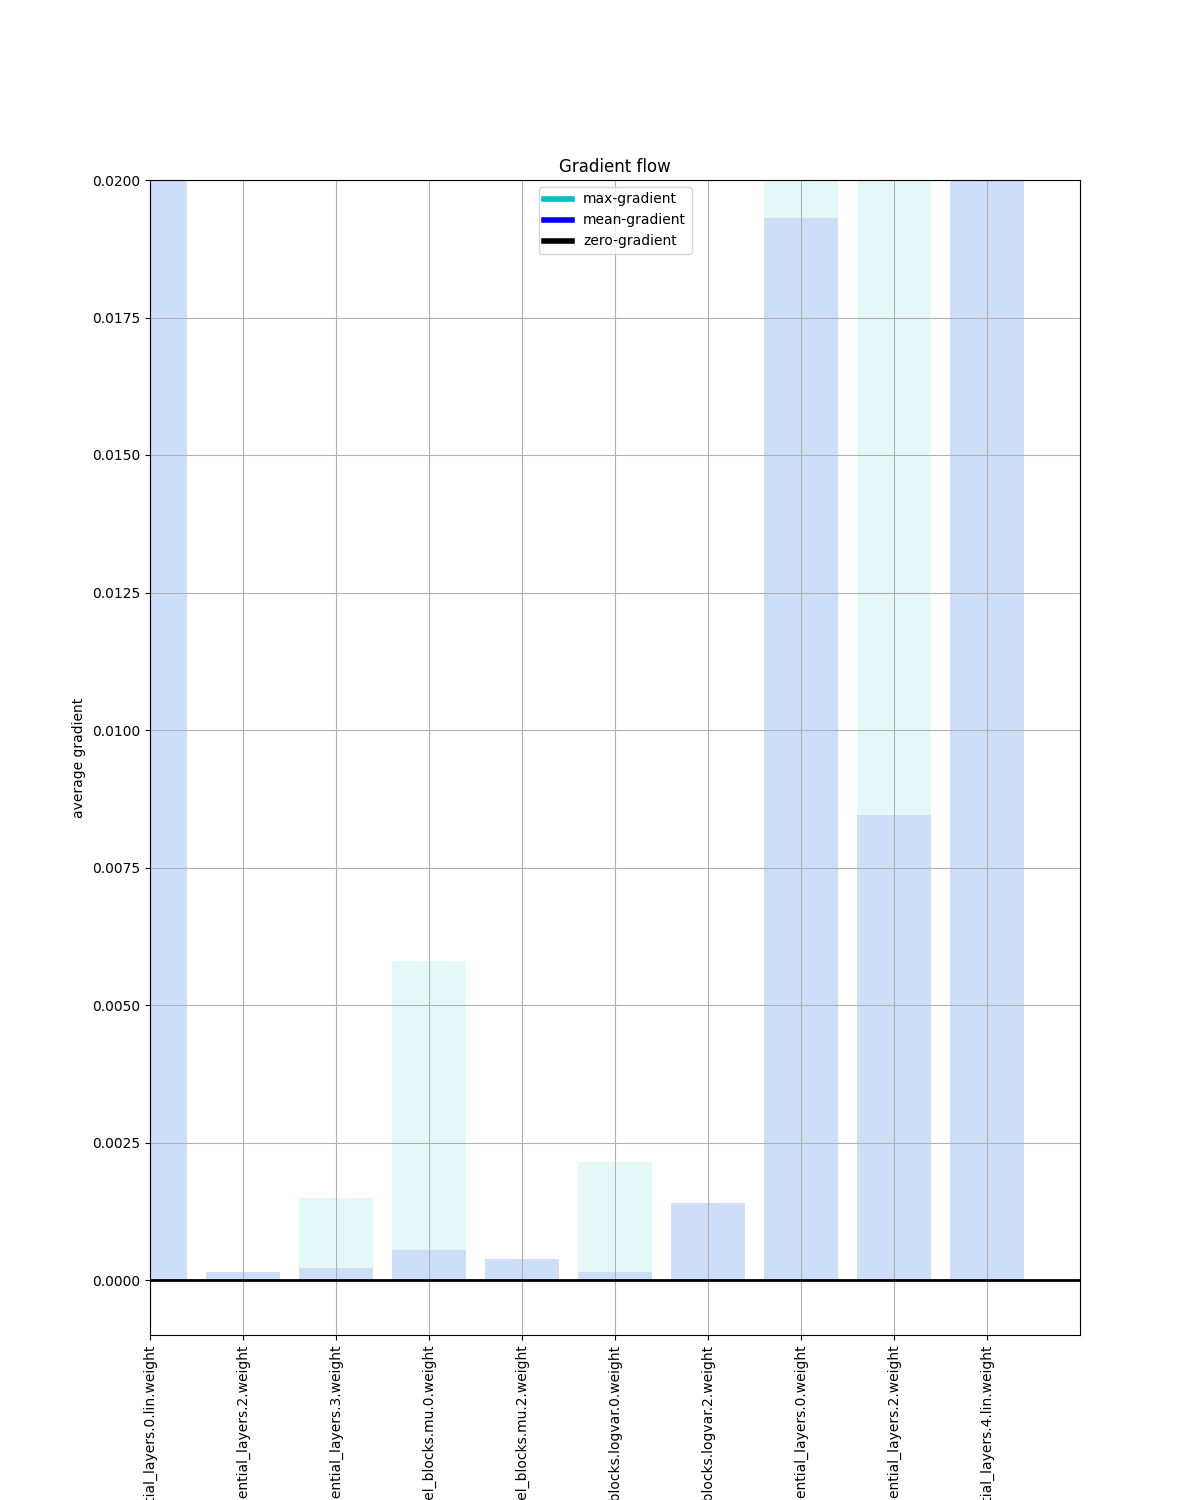 Gradient flow
max-gradient
mean-gradient
zero-gradient
average gradient
0.0200
0.0175
0.0150
0.0125
0.0100
0.0075
0.0050
0.0025
0.0000
tial_layers.0.lin.weight
ential_layers.2.weight
ential_layers.3.weight
el_blocks.mu.0.weight
el_blocks.mu.2.weight
blocks.logvar.0.weight
blocks.logvar.2.weight
ential_layers.0.weight
ential_layers.2.weight
tial_layers.4.lin.weight